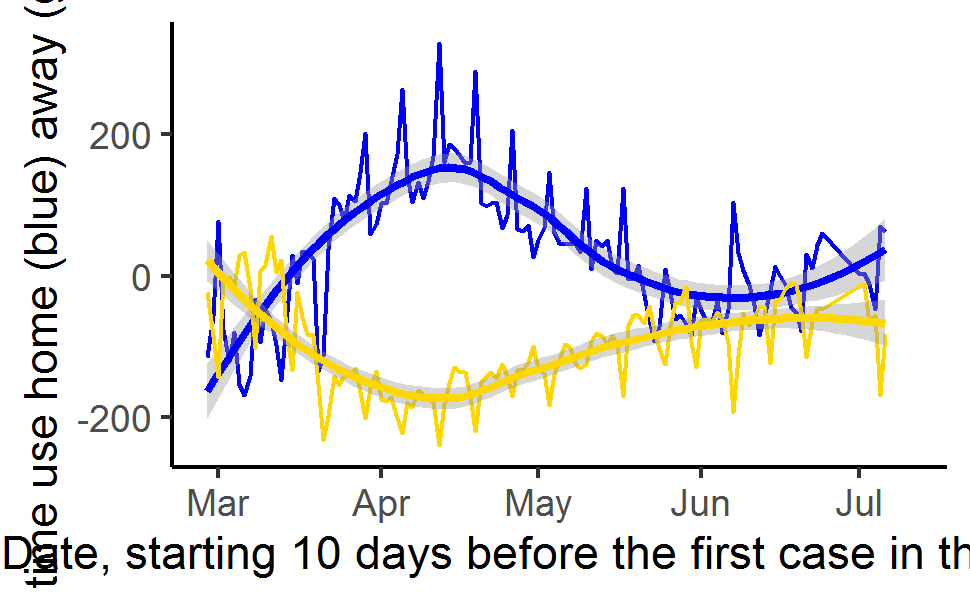 time use home (blue) away (
200
0
-200
Mar Apr May Jun Jul
Date, starting 10 days before the first case in th